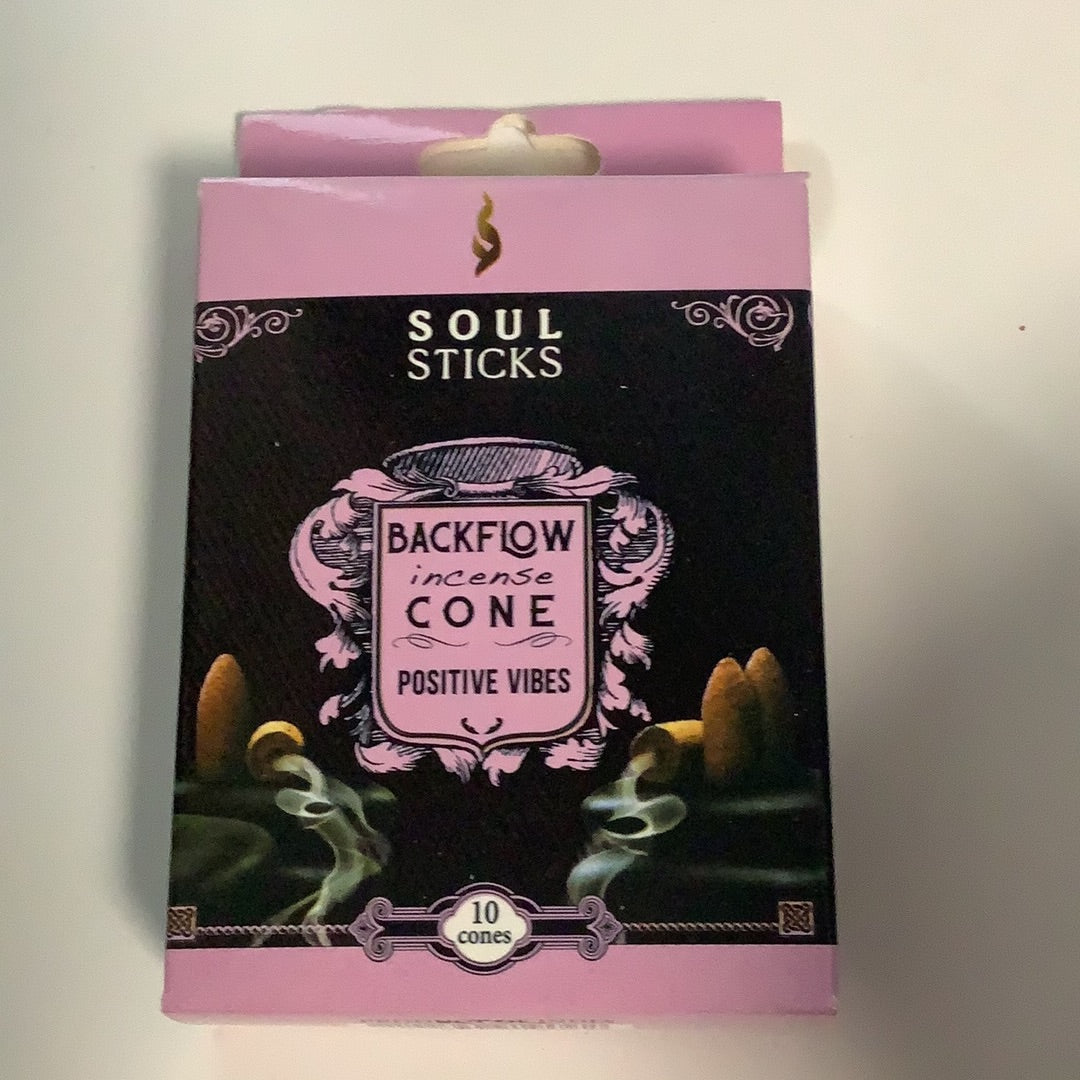 SOUL
STICKS
BACKFLOW
incense
CONE
POSITIVE VIBES
10
cones